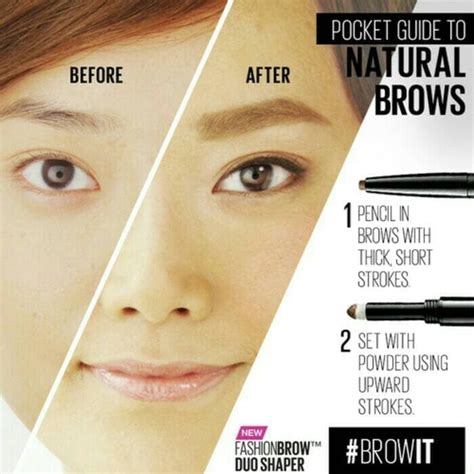 POCKET GUIDE TO
NATURAL
BROWS
BEFORE
AFTER
1 PENCIL IN
BROWS WITH
THICK, SHORT
STROKES.
2 SET WITH
POWDER USING
UPWARD
STROKES.
NEW
FASHIONBROW™
DUO SHAPER
#BROWIT